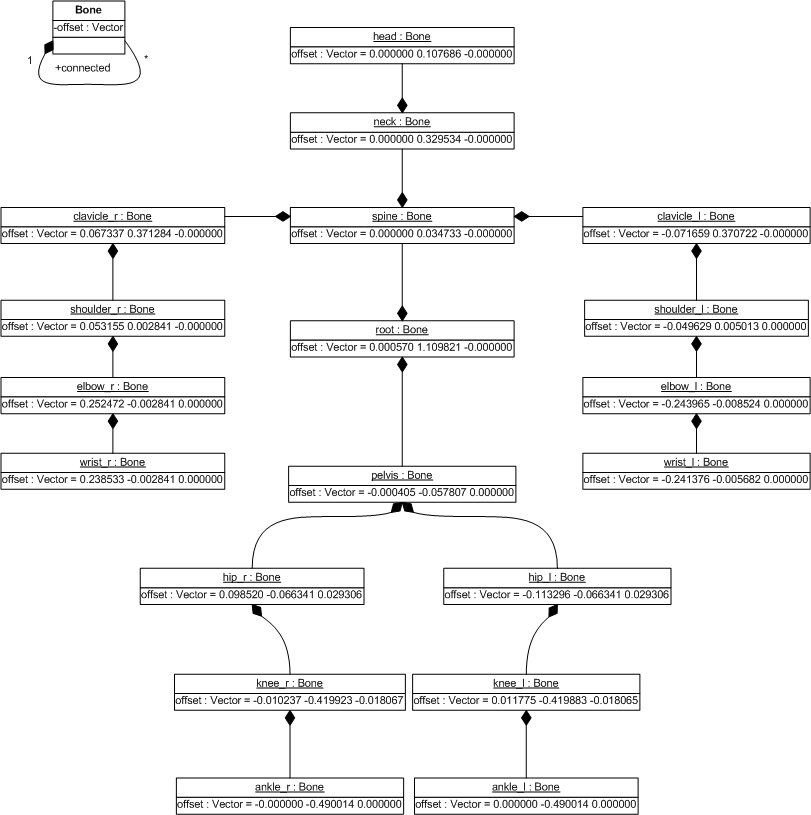 Bone
-offset : Vector
1
*
+connected
head : Bone
offset : Vector = 0.000000 0.107686 -0.000000
neck : Bone
offset : Vector = 0.000000 0.329534 -0.000000
clavicle_r : Bone
offset : Vector = 0.067337 0.371284 -0.000000
spine : Bone
offset : Vector = 0.000000 0.034733 -0.000000
clavicle_l : Bone
offset : Vector = -0.071659 0.370722 -0.000000
shoulder_r : Bone
offset : Vector = 0.053155 0.002841 -0.000000
root : Bone
offset : Vector = 0.000570 1.109821 -0.000000
shoulder_l : Bone
offset : Vector = -0.049629 0.005013 0.000000
elbow_r : Bone
offset : Vector = 0.252472 -0.002841 0.000000
elbow_l : Bone
offset : Vector = -0.243965 -0.008524 0.000000
wrist_r : Bone
offset : Vector = 0.238533 -0.002841 0.000000
wrist_l : Bone
offset : Vector = -0.241376 -0.005682 0.000000
pelvis : Bone
offset : Vector = -0.000405 -0.057807 0.000000
hip_r : Bone
offset : Vector = 0.098520 -0.066341 0.029306
hip_l : Bone
offset : Vector = -0.113296 -0.066341 0.029306
knee_r : Bone
offset : Vector = -0.010237 -0.419923 -0.018067
knee_l : Bone
offset : Vector = 0.011775 -0.419883 -0.018065
ankle_r : Bone
offset : Vector = -0.000000 -0.490014 0.000000
ankle_l : Bone
offset : Vector = 0.000000 -0.490014 0.000000